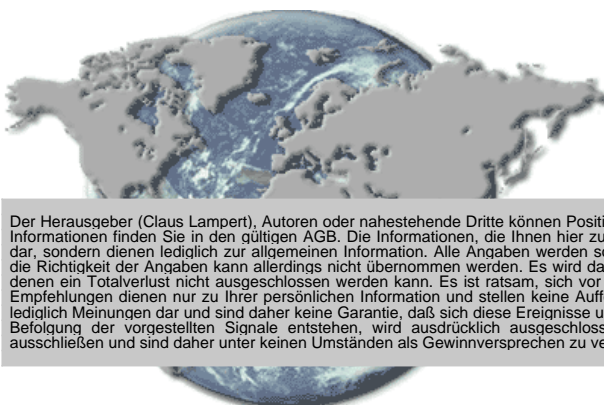 Der Herausgeber (Claus Lampert), Autoren oder nahestehende Dritte können Positi
Informationen finden Sie in den gültigen AGB. Die Informationen, die Ihnen hier zu
dar, sondern dienen lediglich zur allgemeinen Information. Alle Angaben werden so
die Richtigkeit der Angaben kann allerdings nicht übernommen werden. Es wird da
denen ein Totalverlust nicht ausgeschlossen werden kann. Es ist ratsam, sich vor
Empfehlungen dienen nur zu Ihrer persönlichen Information und stellen keine Auff
lediglich Meinungen dar und sind daher keine Garantie, daß sich diese Ereignisse u
Befolgung der vorgestellten Signale entstehen, wird ausdrücklich ausgeschloss
ausschließen und sind daher unter keinen Umständen als Gewinnversprechen zu ve